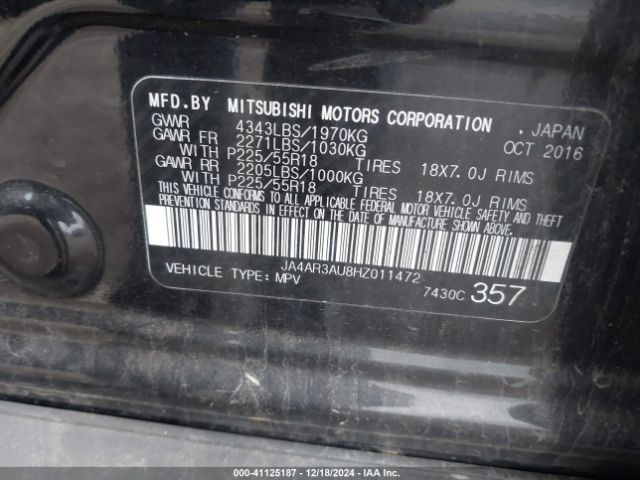 MFD.BY MITSUBISHI MOTORS CORPORATION , JAPAN
GVWR 4343LBS/1970KG OCT 2016
GAWR FR 2271LBS/1030KG
WITH P225/55R18 TIRES 18X7.0J RIMS
GAWR RR 2205LBS/1000KG
WITH P225/55R18 TIRES 18X7.0J RIMS
THIS VEHICLE CONFORMS TO ALL APPLICABLE FEDERAL MOTOR VEHICLE SAFETY AND THEFT
PREVENTION STANDARDS IN EFFECT ON THE DATE OF MANUFACTURE SHOWN ABOVE.
JA4AR3AU8HZ011472
VEHICLE TYPE: MPV 7430C 357
000-41125187 - 12/18/2024 - IAA Inc.